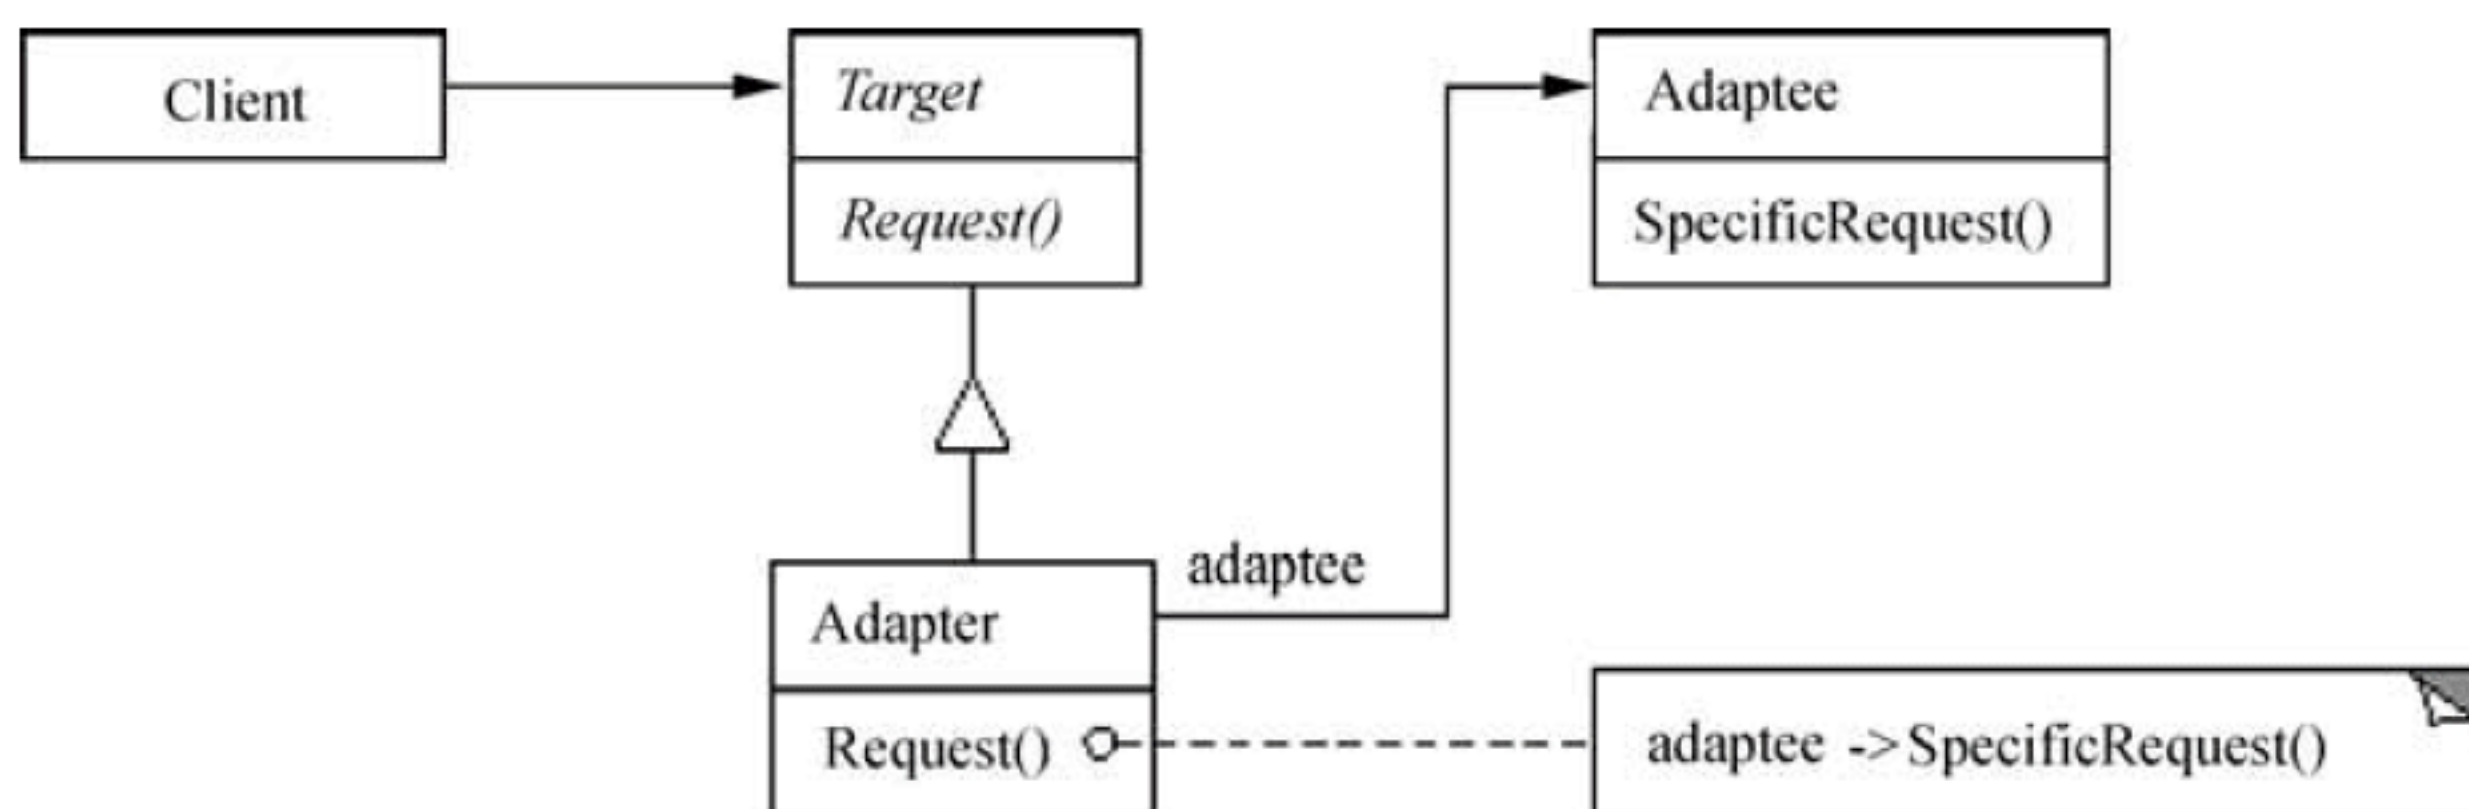 Client
Target
Request()
Adaptee
SpecificRequest()
adaptee
Adapter
Request()
adaptee ->SpecificRequest()